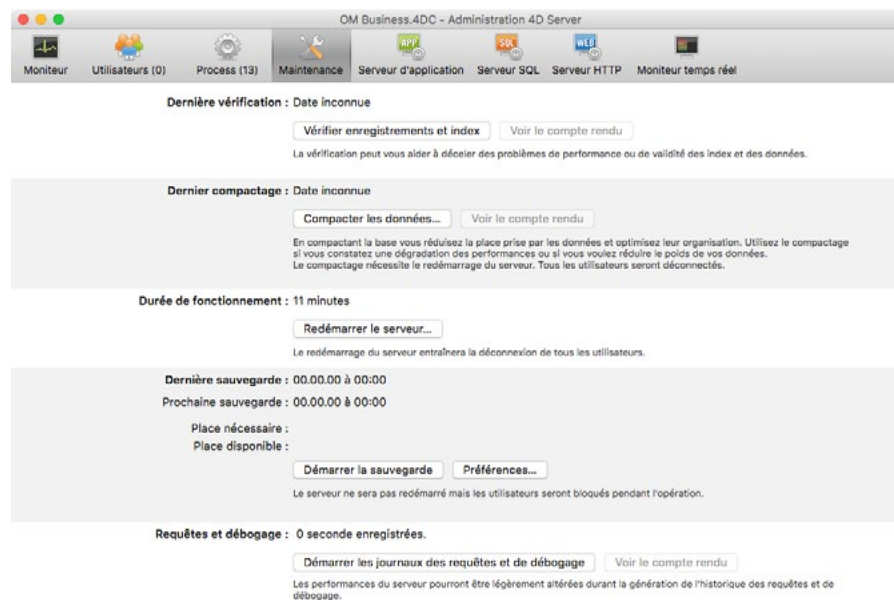 OM Business.4DC - Administration 4D Server
APP
SQL
WEB
Moniteur
Utilisateurs (0)
Process (13)
Maintenance
Serveur d'application
Serveur SQL
Serveur HTTP
Moniteur temps réel
Dernière vérification : Date inconnue
Vérifier enregistrements et index
Voir le compte rendu
La vérification peut vous aider à déceler des problèmes de performance ou de validité des index et des données.
Dernier compactage : Date inconnue
Compacter les données...
Voir le compte rendu
En compactant la base vous réduisez la place prise par les données et optimisez leur organisation. Utilisez le compactage
si vous constatez une dégradation des performances ou si vous voulez réduire le poids de vos données.
Le compactage nécessite le redémarrage du serveur. Tous les utilisateurs seront déconnectés.
Durée de fonctionnement : 11 minutes
Redémarrer le serveur...
Le redémarrage du serveur entraînera la déconnexion de tous les utilisateurs.
Dernière sauvegarde : 00.00.00 à 00:00
Prochaine sauvegarde : 00.00.00 à 00:00
Place nécessaire :
Place disponible :
Démarrer la sauvegarde
Préférences...
Le serveur ne sera pas redémarré mais les utilisateurs seront bloqués pendant l'opération.
Requêtes et débogage : 0 seconde enregistrées.
Démarrer les journaux des requêtes et de débogage
Voir le compte rendu
Les performances du serveur pourront être légèrement altérées durant la génération de l'historique des requêtes et de
débogage.